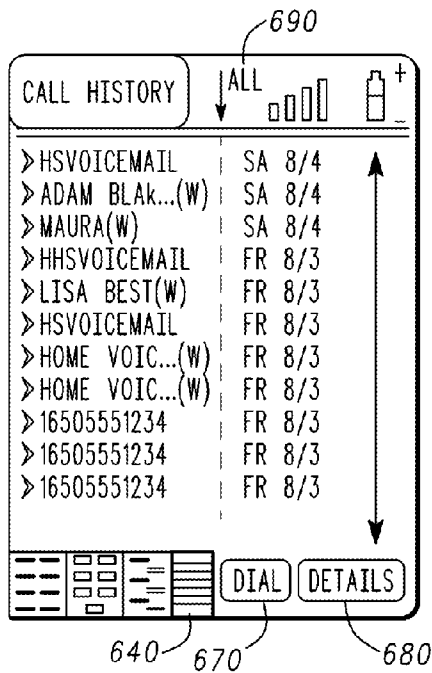 690
CALL HISTORY ALL + -
>HSVOICEMAIL SA 8/4
>ADAM BLAk...(W) SA 8/4
>MAURA(W) SA 8/4
>HHSVOICEMAIL FR 8/3
>LISA BEST(W) FR 8/3
>HSVOICEMAIL FR 8/3
>HOME VOIC...(W) FR 8/3
>HOME VOIC...(W) FR 8/3
>16505551234 FR 8/3
>16505551234 FR 8/3
>16505551234 FR 8/3
DIAL DETAILS
640 670 680